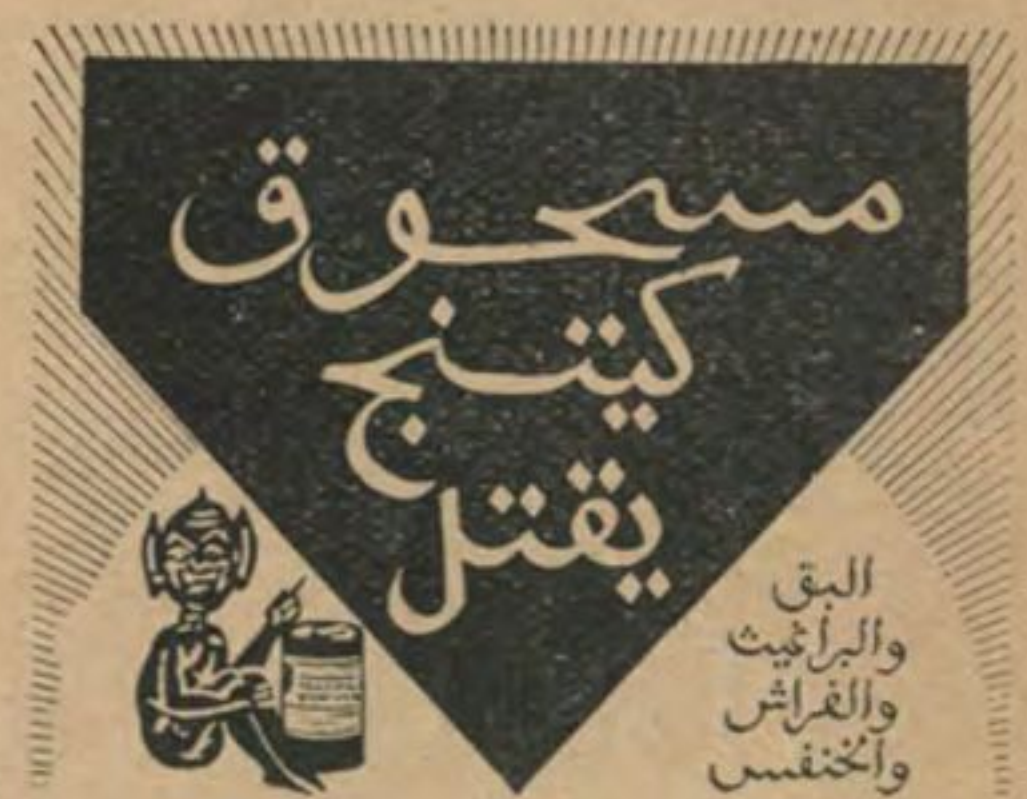 مسحوق
كيتنج
يقتل
البق
والبراغيث
والفراش
والخنفس